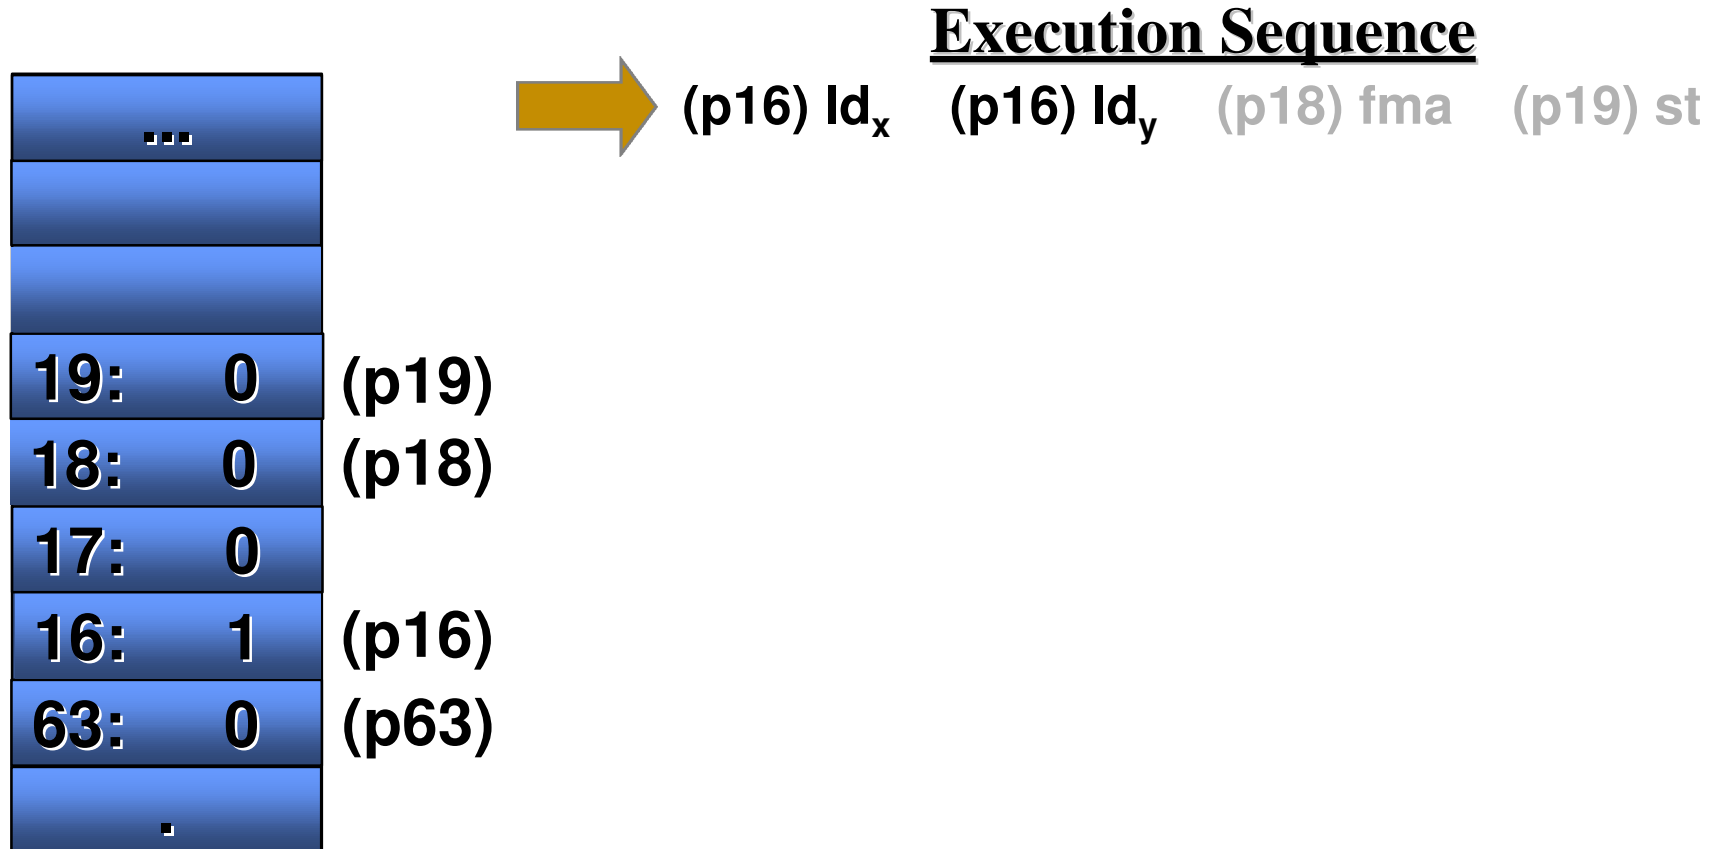 Execution Sequence
(p16) ldx (p16) ldy (p18) fma (p19) st
...
19: 0 (p19)
18: 0 (p18)
17: 0
16: 1 (p16)
63: 0 (p63)
.